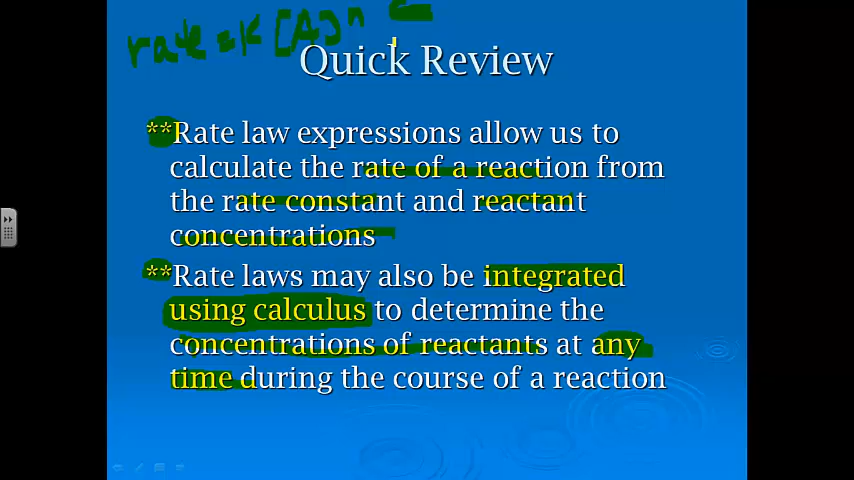 rate = k [A]^n
Quick Review
**Rate law expressions allow us to
calculate the rate of a reaction from
the rate constant and reactant
concentrations
**Rate laws may also be integrated
using calculus to determine the
concentrations of reactants at any
time during the course of a reaction